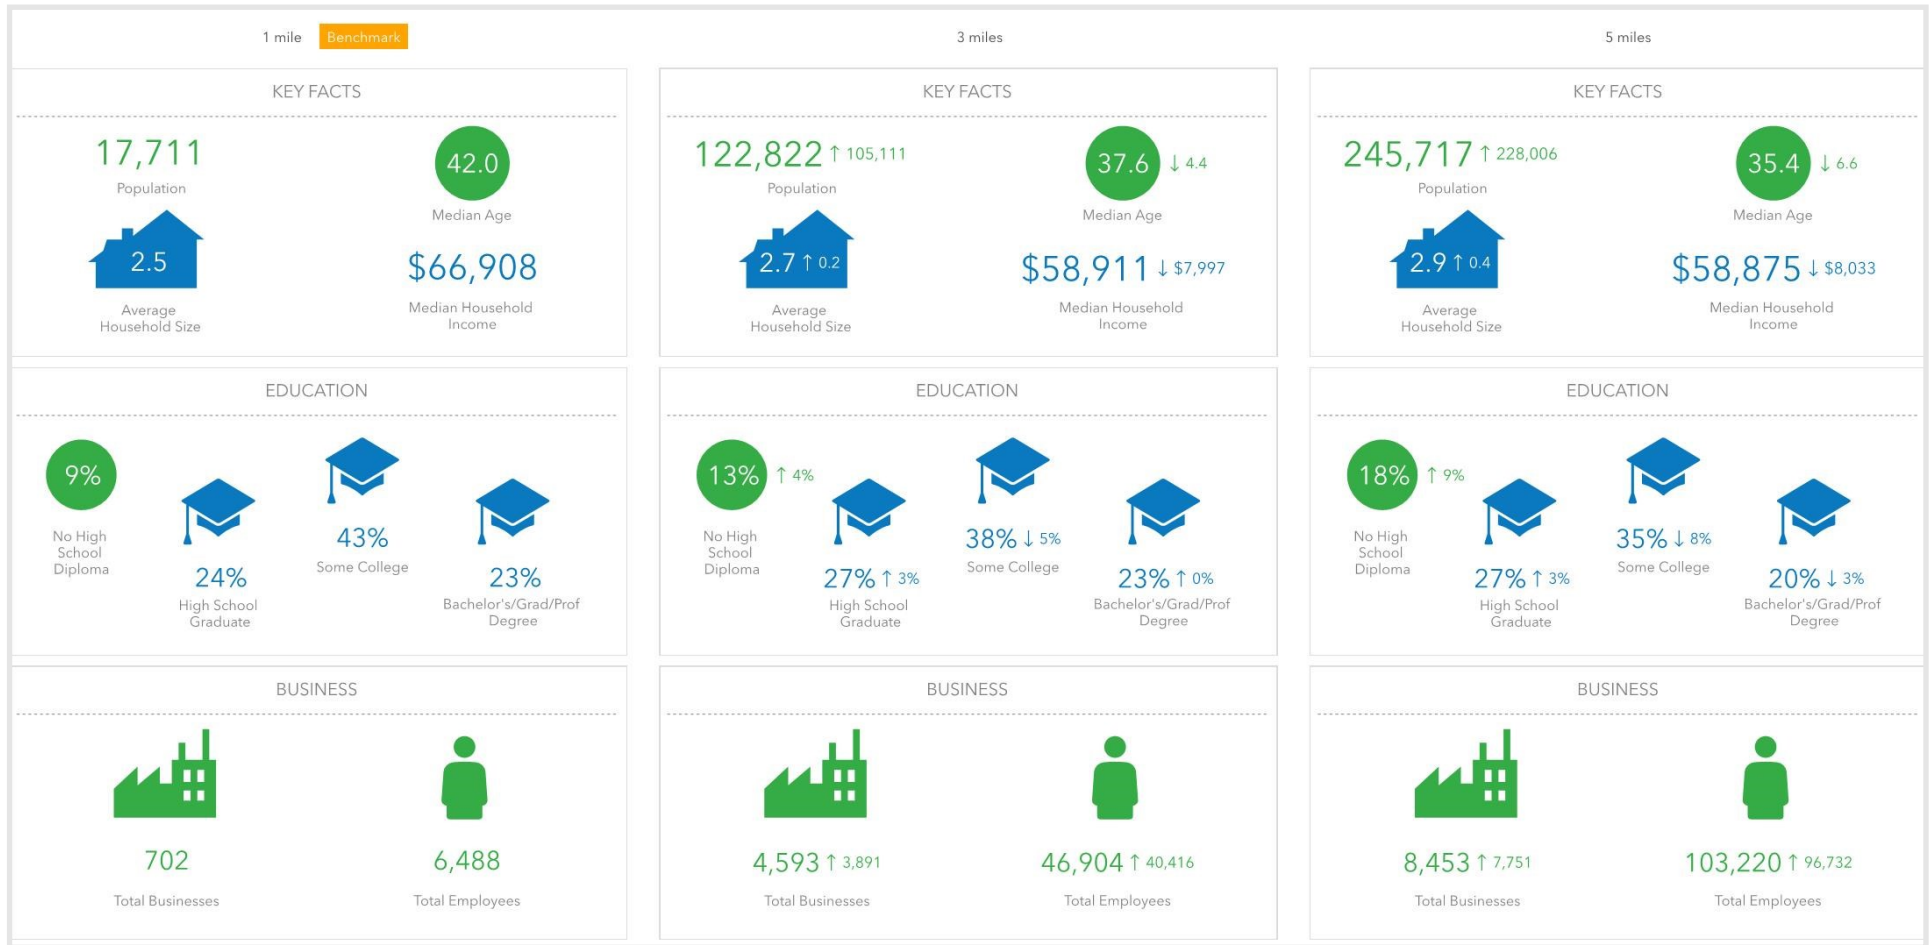 1 mile Benchmark
3 miles
5 miles
KEY FACTS
17,711
Population
42.0
Median Age
2.5
Average
Household Size
$66,908
Median Household
Income
KEY FACTS
122,822 ↑ 105,111
Population
37.6 ↓ 4.4
Median Age
2.7 ↑ 0.2
Average
Household Size
$58,911 ↓ $7,997
Median Household
Income
KEY FACTS
245,717 ↑ 228,006
Population
35.4 ↓ 6.6
Median Age
2.9 ↑ 0.4
Average
Household Size
$58,875 ↓ $8,033
Median Household
Income
EDUCATION
9%
No High
School
Diploma
24%
High School
Graduate
43%
Some College
23%
Bachelor's/Grad/Prof
Degree
EDUCATION
13% ↑ 4%
No High
School
Diploma
27% ↑ 3%
High School
Graduate
38% ↓ 5%
Some College
23% ↑ 0%
Bachelor's/Grad/Prof
Degree
EDUCATION
18% ↑ 9%
No High
School
Diploma
27% ↑ 3%
High School
Graduate
35% ↓ 8%
Some College
20% ↓ 3%
Bachelor's/Grad/Prof
Degree
BUSINESS
702
Total Businesses
6,488
Total Employees
BUSINESS
4,593 ↑ 3,891
Total Businesses
46,904 ↑ 40,416
Total Employees
BUSINESS
8,453 ↑ 7,751
Total Businesses
103,220 ↑ 96,732
Total Employees